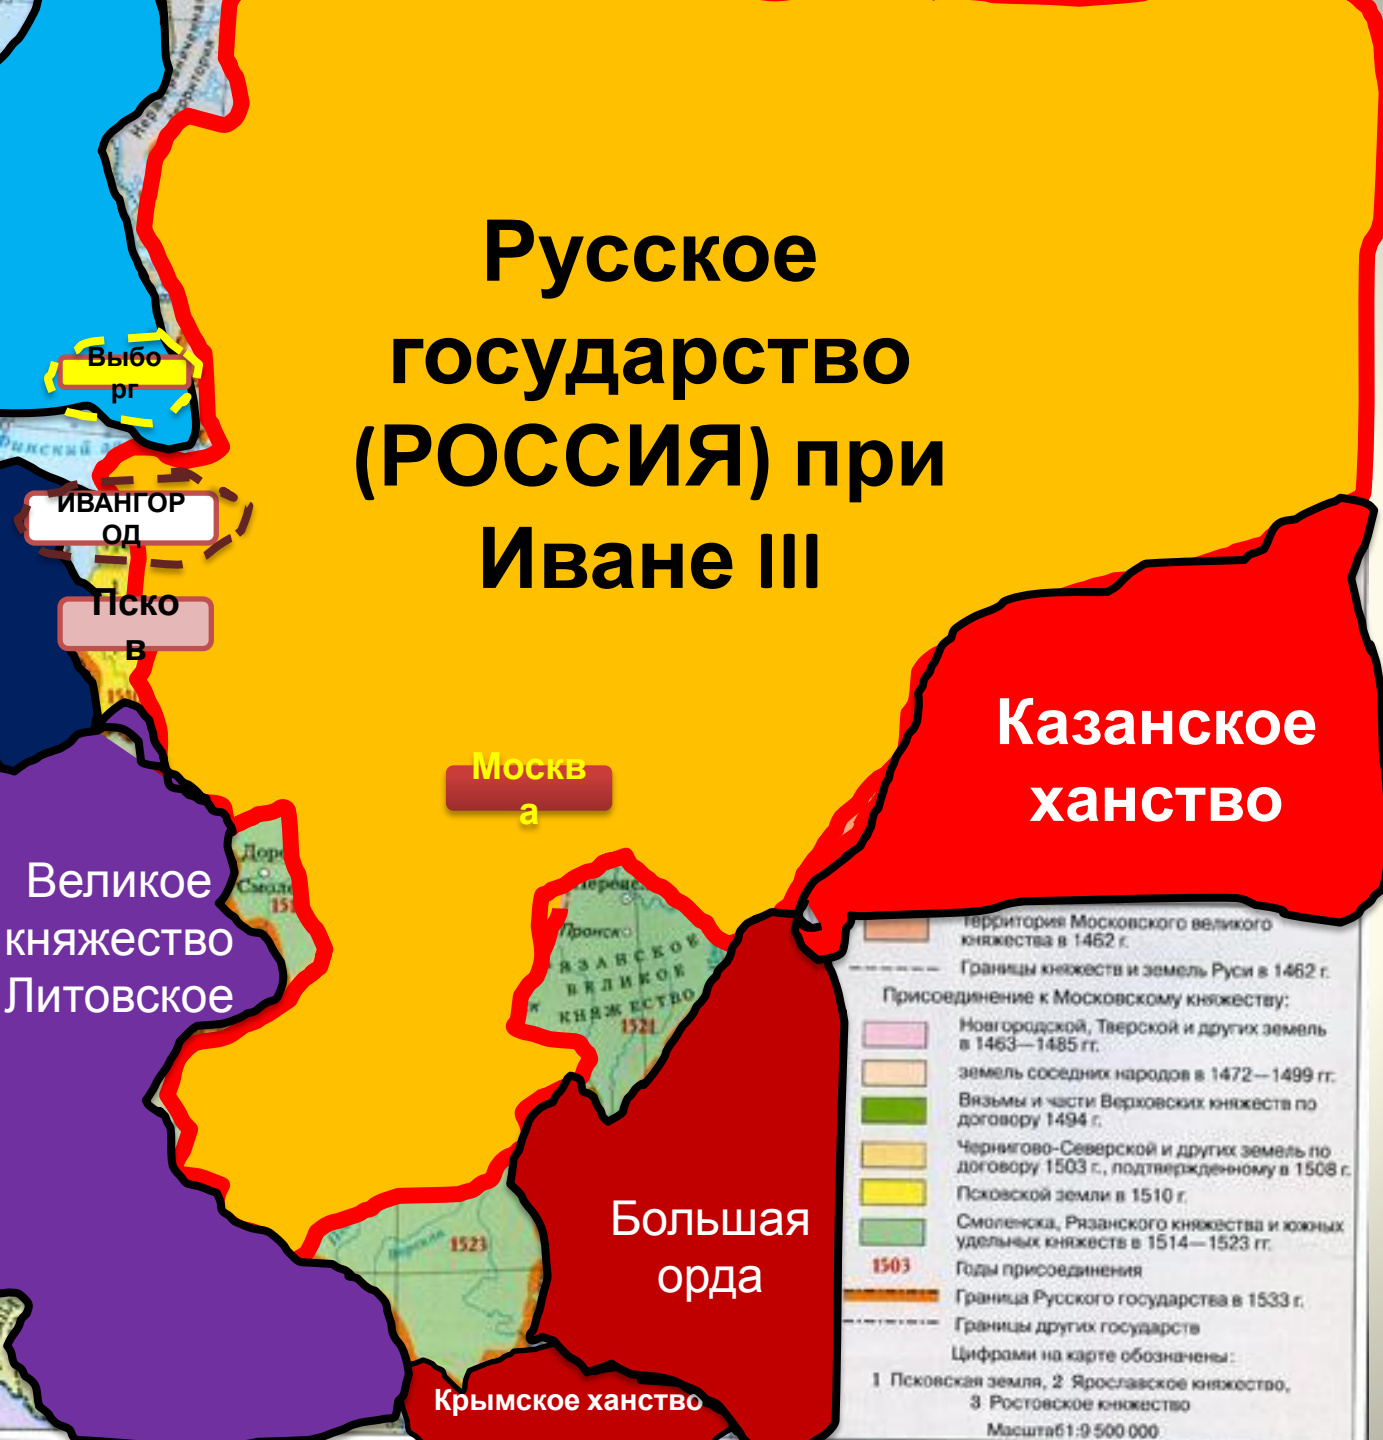 Русское
государство
(РОССИЯ) при
Иване III
Выбо
рг
Финский
ИВАНГОР
ОД
Пско
в
Москв
а
Казанское
ханство
Великое
княжество
Литовское
Доро
Смоле
151
Пронск
РЯЗАНСКОЕ
ВЕЛИКОЕ
КНЯЖЕСТВО
1521
Большая
орда
1523
Крымское ханство
Территория Московского великого
княжества в 1462 г.
Границы княжеств и земель Руси в 1462 г.
Присоединение к Московскому княжеству:
Новгородской, Тверской и других земель
в 1463—1485 гг.
земель соседних народов в 1472—1499 гг.
Вязьмы и части Верховских княжеств по
договору 1494 г.
Чернигово-Северской и других земель по
договору 1503 г., подтвержденному в 1508 г.
Псковской земли в 1510 г.
Смоленска, Рязанского княжества и южных
удельных княжеств в 1514—1523 гг.
1503 Годы присоединения
Граница Русского государства в 1533 г.
Границы других государств
Цифрами на карте обозначены:
1 Псковская земля, 2 Ярославское княжество,
3 Ростовское княжество
Масштаб 1:9 500 000